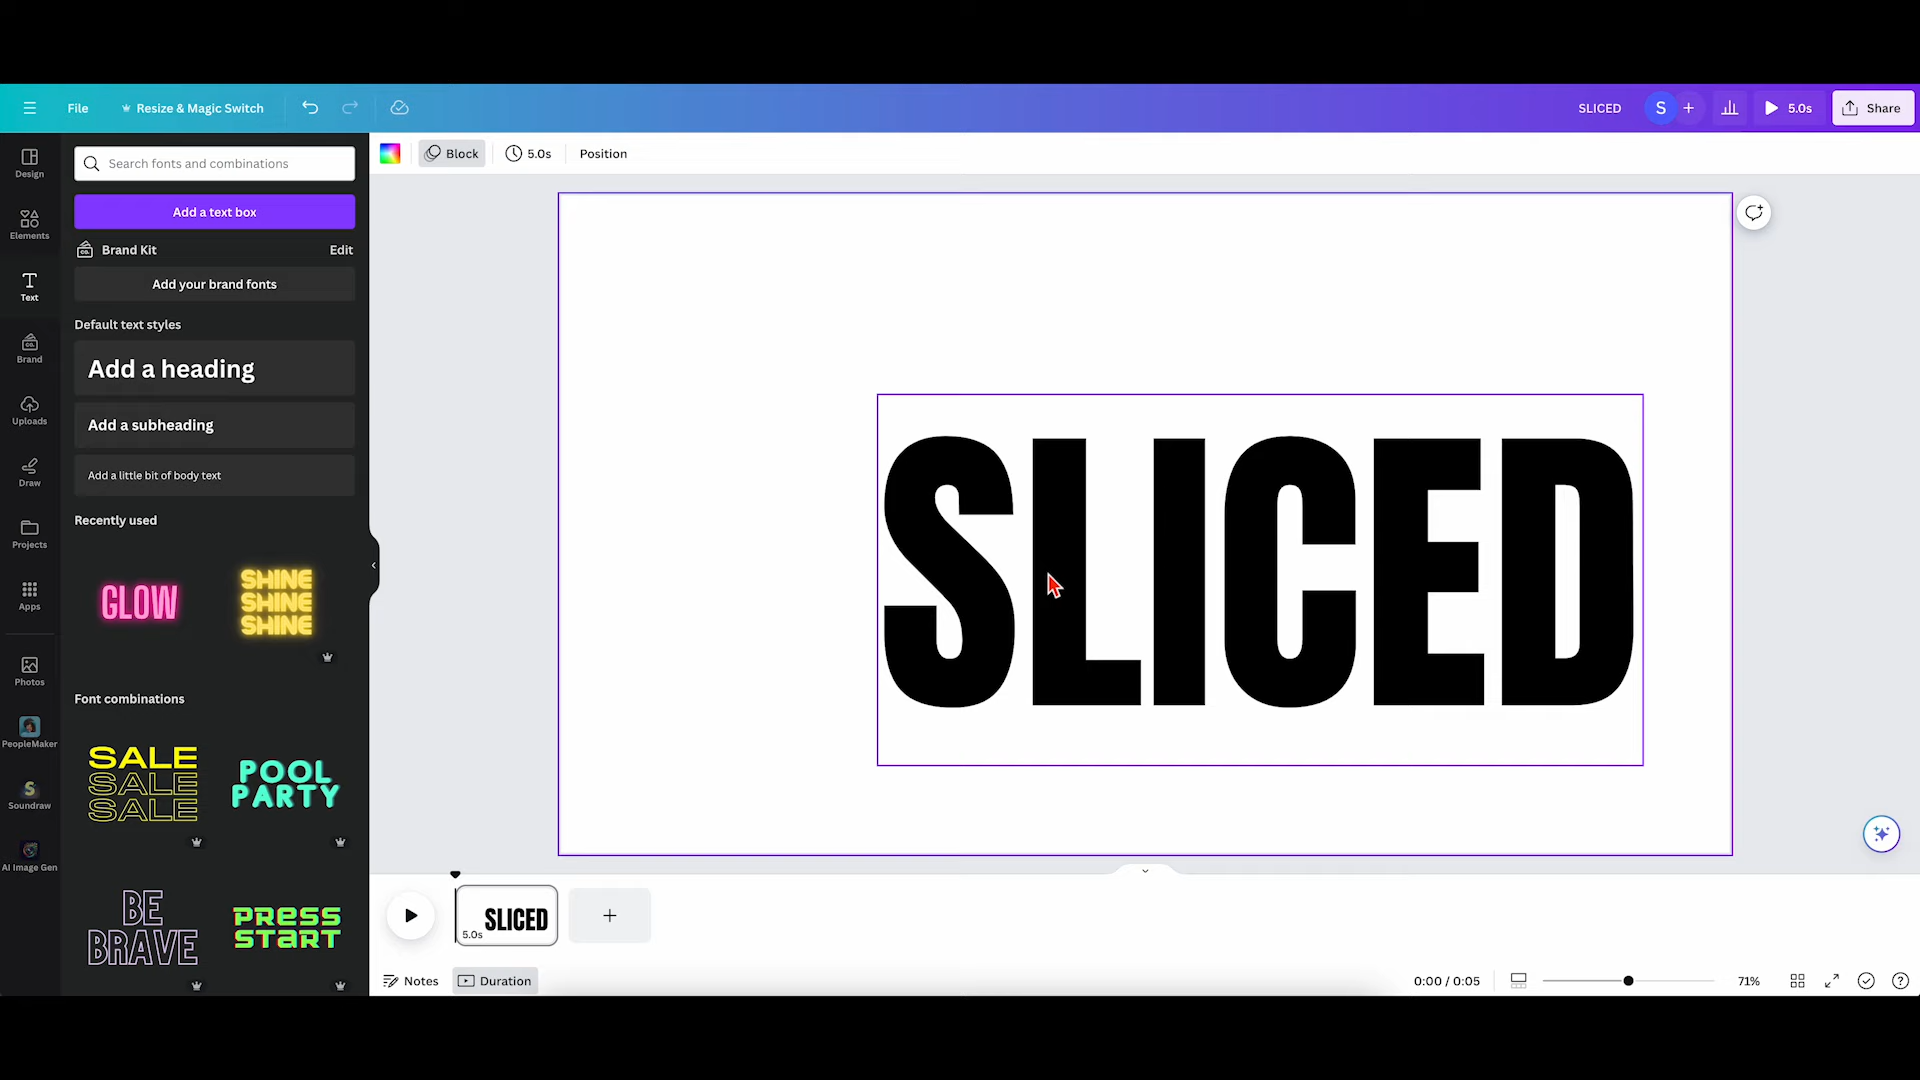 File
Resize & Magic Switch
SLICED
S
5.0s
Share
Design
Elements
Text
Brand
Uploads
Draw
Projects
Apps
Photos
PeopleMaker
Soundraw
AI Image Gen
Search fonts and combinations
Add a text box
Brand Kit
Edit
Add your brand fonts
Default text styles
Add a heading
Add a subheading
Add a little bit of body text
Recently used
GLOW
SHINE
SHINE
SHINE
Font combinations
SALE
SALE
SALE
POOL
PARTY
BE
BRAVE
PRESS
START
Block
5.0s
Position
SLICED
SLICED
5.0s
Notes
Duration
0:00 / 0:05
71%